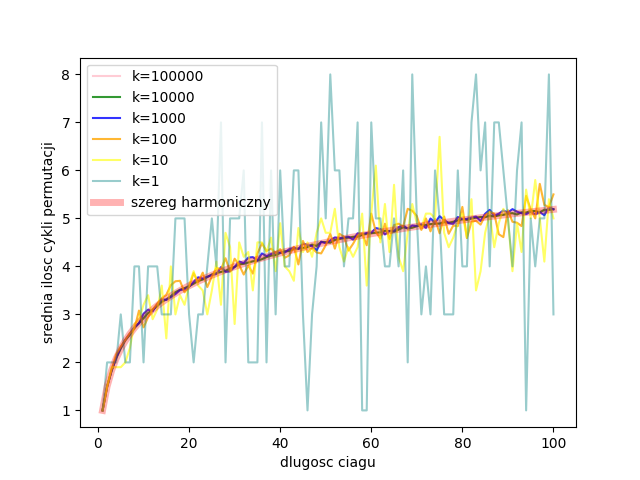 k=100000
k=10000
k=1000
k=100
k=10
k=1
szereg harmoniczny
8
7
6
5
4
3
2
1
srednia ilosc cykli permutacji
0 20 40 60 80 100
dlugosc ciagu